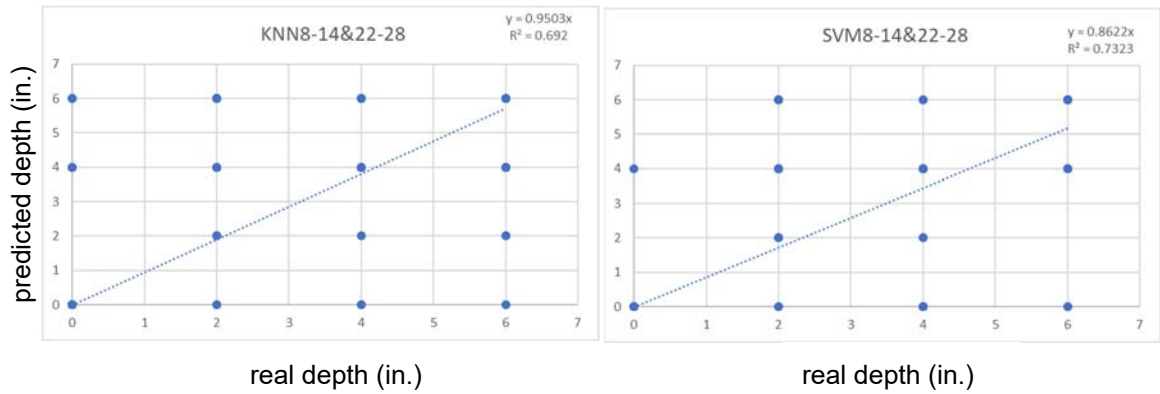 KNN8-14&22-28
y = 0.9503x
R² = 0.692
predicted depth (in.)
7
6
5
4
3
2
1
0
0 1 2 3 4 5 6 7
real depth (in.)
SVM8-14&22-28
y = 0.8622x
R² = 0.7323
7
6
5
4
3
2
1
0
0 1 2 3 4 5 6 7
real depth (in.)